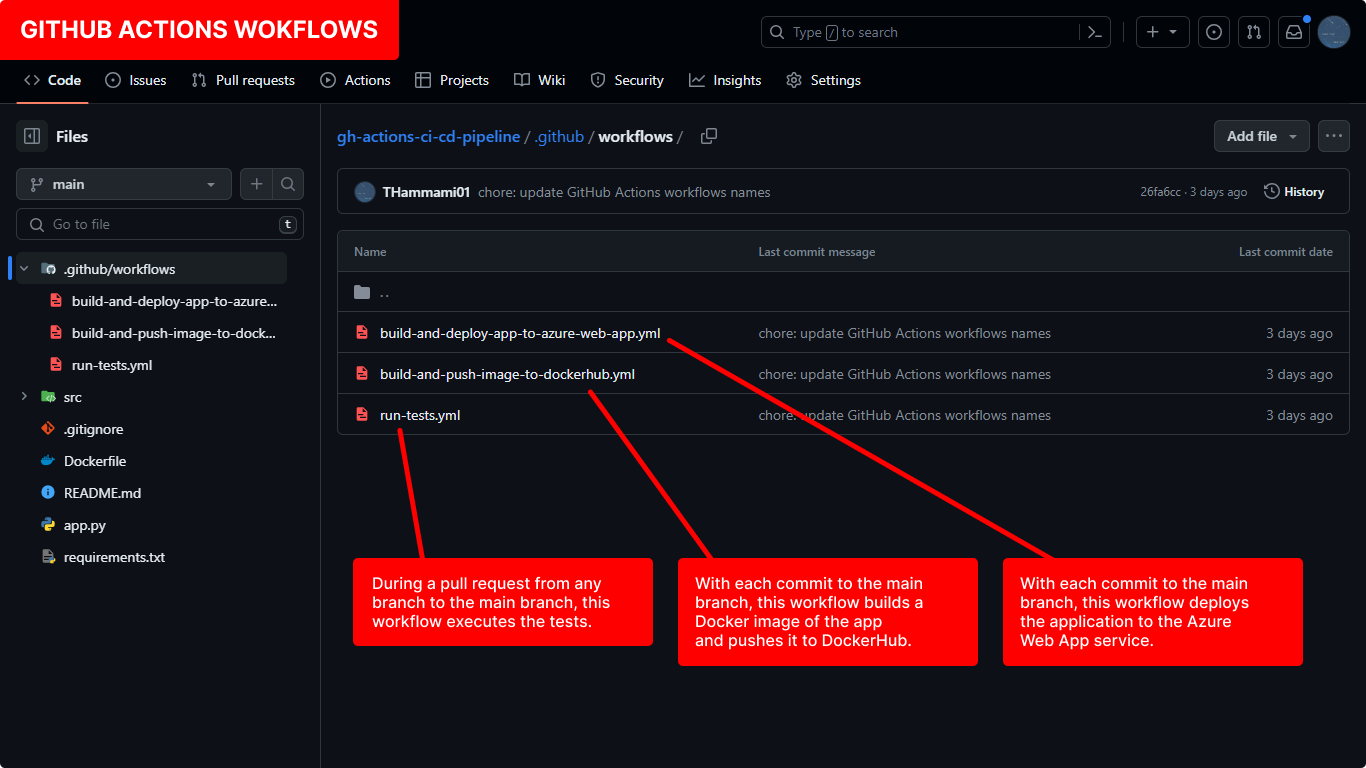 GITHUB ACTIONS WOKFLOWS
Type / to search
Code Issues Pull requests Actions Projects Wiki Security Insights Settings
Files
main
Go to file t
.github/workflows
build-and-deploy-app-to-azure...
build-and-push-image-to-dock...
run-tests.yml
src
.gitignore
Dockerfile
README.md
app.py
requirements.txt
gh-actions-ci-cd-pipeline / .github / workflows /
Add file
THammami01 chore: update GitHub Actions workflows names 26fa6cc · 3 days ago History
Name Last commit message Last commit date
..
build-and-deploy-app-to-azure-web-app.yml chore: update GitHub Actions workflows names 3 days ago
build-and-push-image-to-dockerhub.yml chore: update GitHub Actions workflows names 3 days ago
run-tests.yml chore: update GitHub Actions workflows names 3 days ago
During a pull request from any
branch to the main branch, this
workflow executes the tests.
With each commit to the main
branch, this workflow builds a
Docker image of the app
and pushes it to DockerHub.
With each commit to the main
branch, this workflow deploys
the application to the Azure
Web App service.